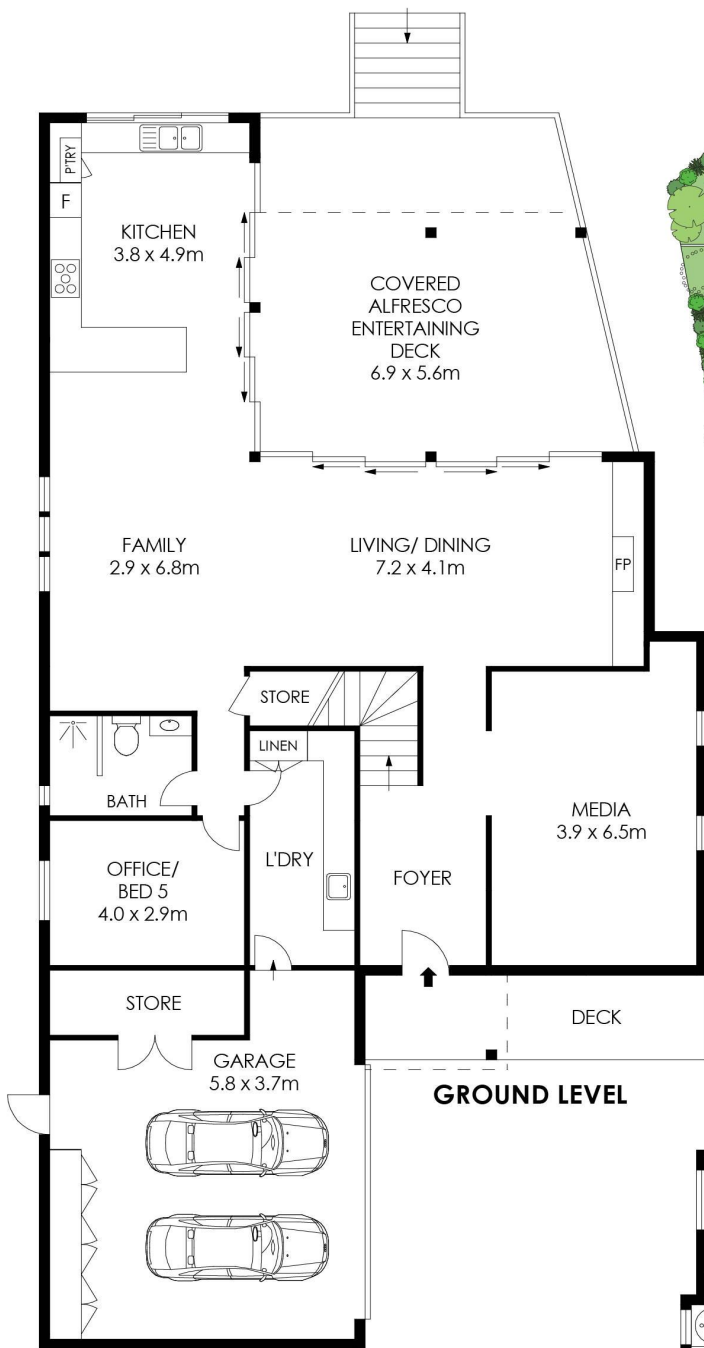 P'TRY
F
KITCHEN
3.8 x 4.9m
COVERED
ALFRESCO
ENTERTAINING
DECK
6.9 x 5.6m
FAMILY
2.9 x 6.8m
LIVING/ DINING
7.2 x 4.1m
FP
STORE
LINEN
BATH
L'DRY
OFFICE/
BED 5
4.0 x 2.9m
FOYER
MEDIA
3.9 x 6.5m
STORE
GARAGE
5.8 x 3.7m
DECK
GROUND LEVEL